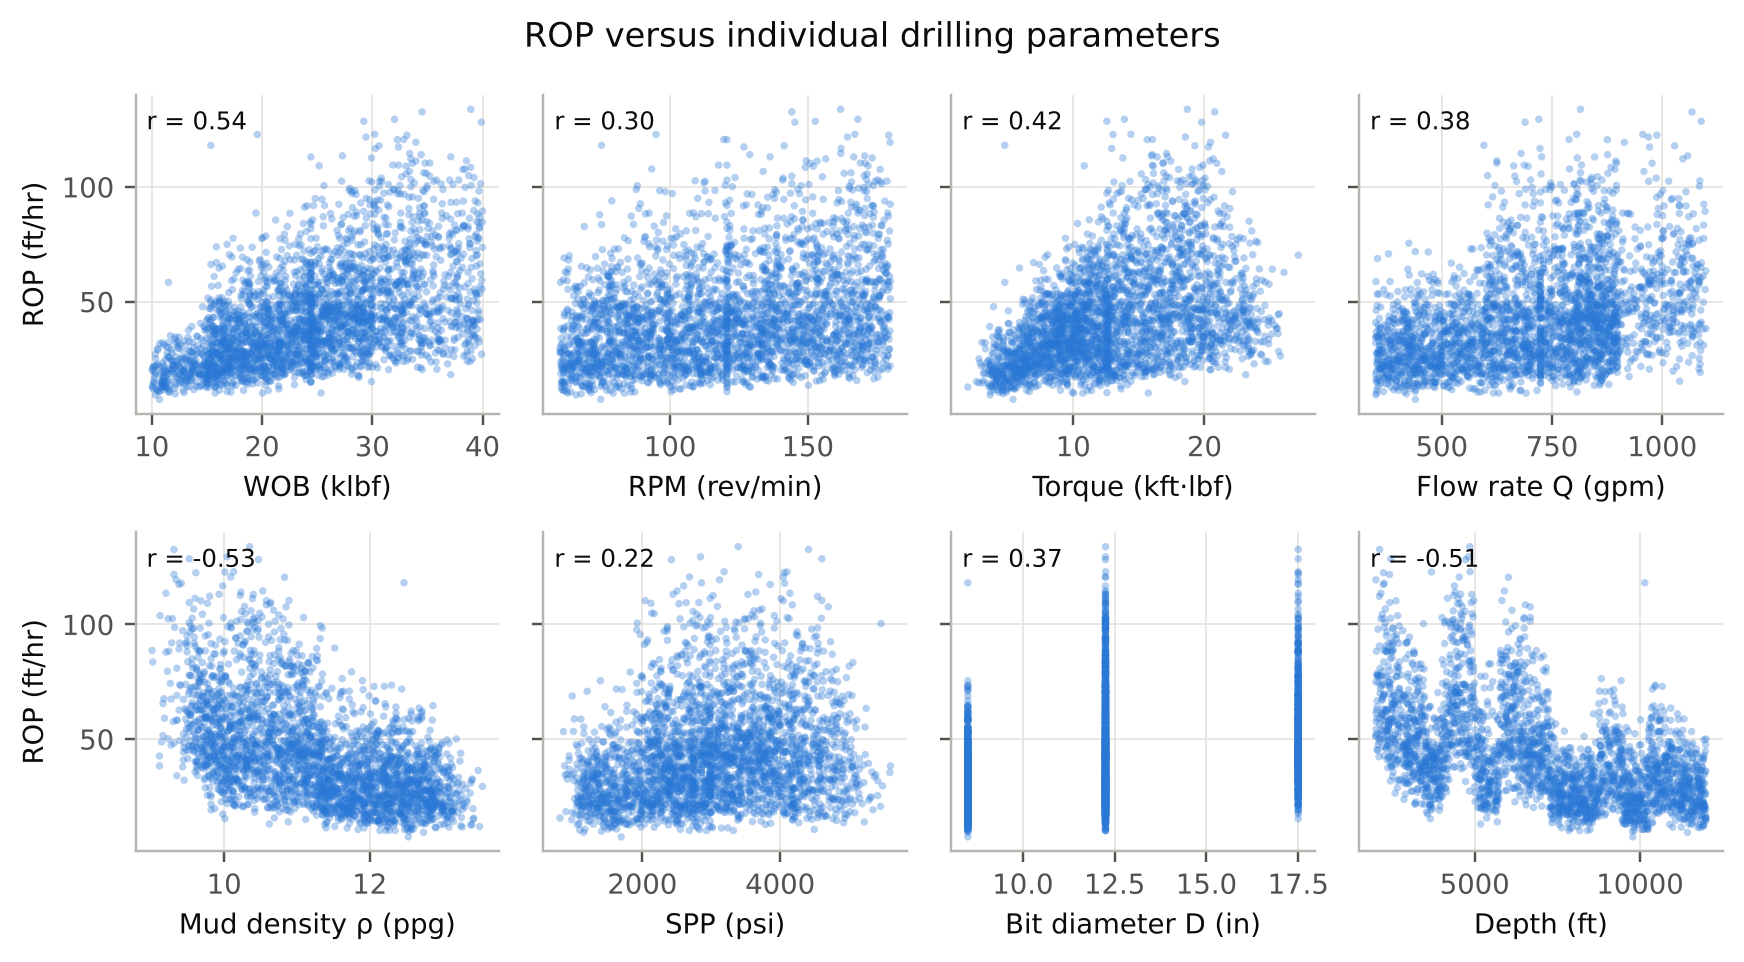 ROP versus individual drilling parameters
r = 0.54
r = 0.30
r = 0.42
r = 0.38
ROP (ft/hr)
100
50
10 20 30 40
100 150
10 20
500 750 1000
WOB (klbf)
RPM (rev/min)
Torque (kft·lbf)
Flow rate Q (gpm)
r = -0.53
r = 0.22
r = 0.37
r = -0.51
ROP (ft/hr)
100
50
10 12
2000 4000
10.0 12.5 15.0 17.5
5000 10000
Mud density ρ (ppg)
SPP (psi)
Bit diameter D (in)
Depth (ft)